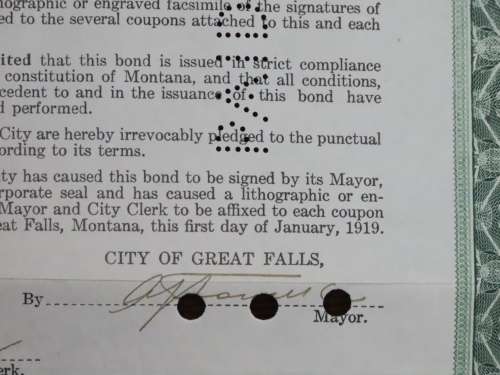 hographic or engraved facsimile of the signatures of
ed to the several coupons attached to this and each
ited that this bond is issued in strict compliance
constitution of Montana, and that all conditions,
cedent to and in the issuance of this bond have
d performed.
City are hereby irrevocably pledged to the punctual
ording to its terms.
ity has caused this bond to be signed by its Mayor,
rporate seal and has caused a lithographic or en-
Mayor and City Clerk to be affixed to each coupon
eat Falls, Montana, this first day of January, 1919.
CITY OF GREAT FALLS,
By
Mayor.
erk.